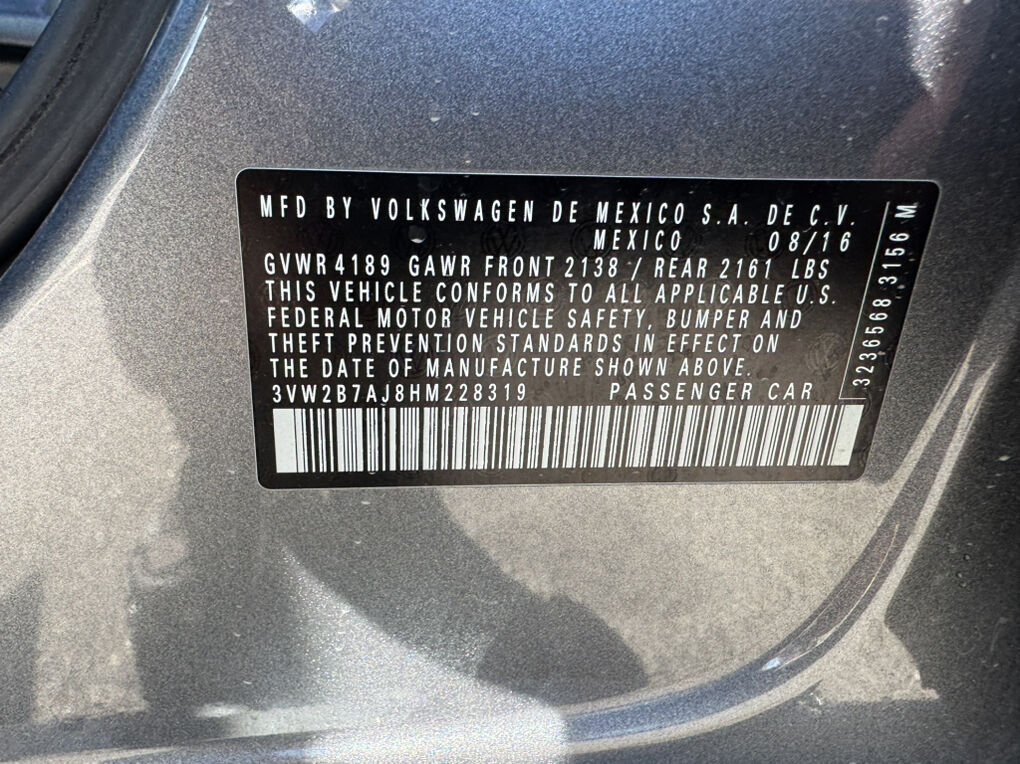 MFD BY VOLKSWAGEN DE MEXICO S.A. DE C.V.
MEXICO 08/16
GVWR 4189 GAWR FRONT 2138 / REAR 2161 LBS
THIS VEHICLE CONFORMS TO ALL APPLICABLE U.S.
FEDERAL MOTOR VEHICLE SAFETY, BUMPER AND
THEFT PREVENTION STANDARDS IN EFFECT ON
THE DATE OF MANUFACTURE SHOWN ABOVE.
3VW2B7AJ8HM228319 PASSENGER CAR
3236568 3156 M